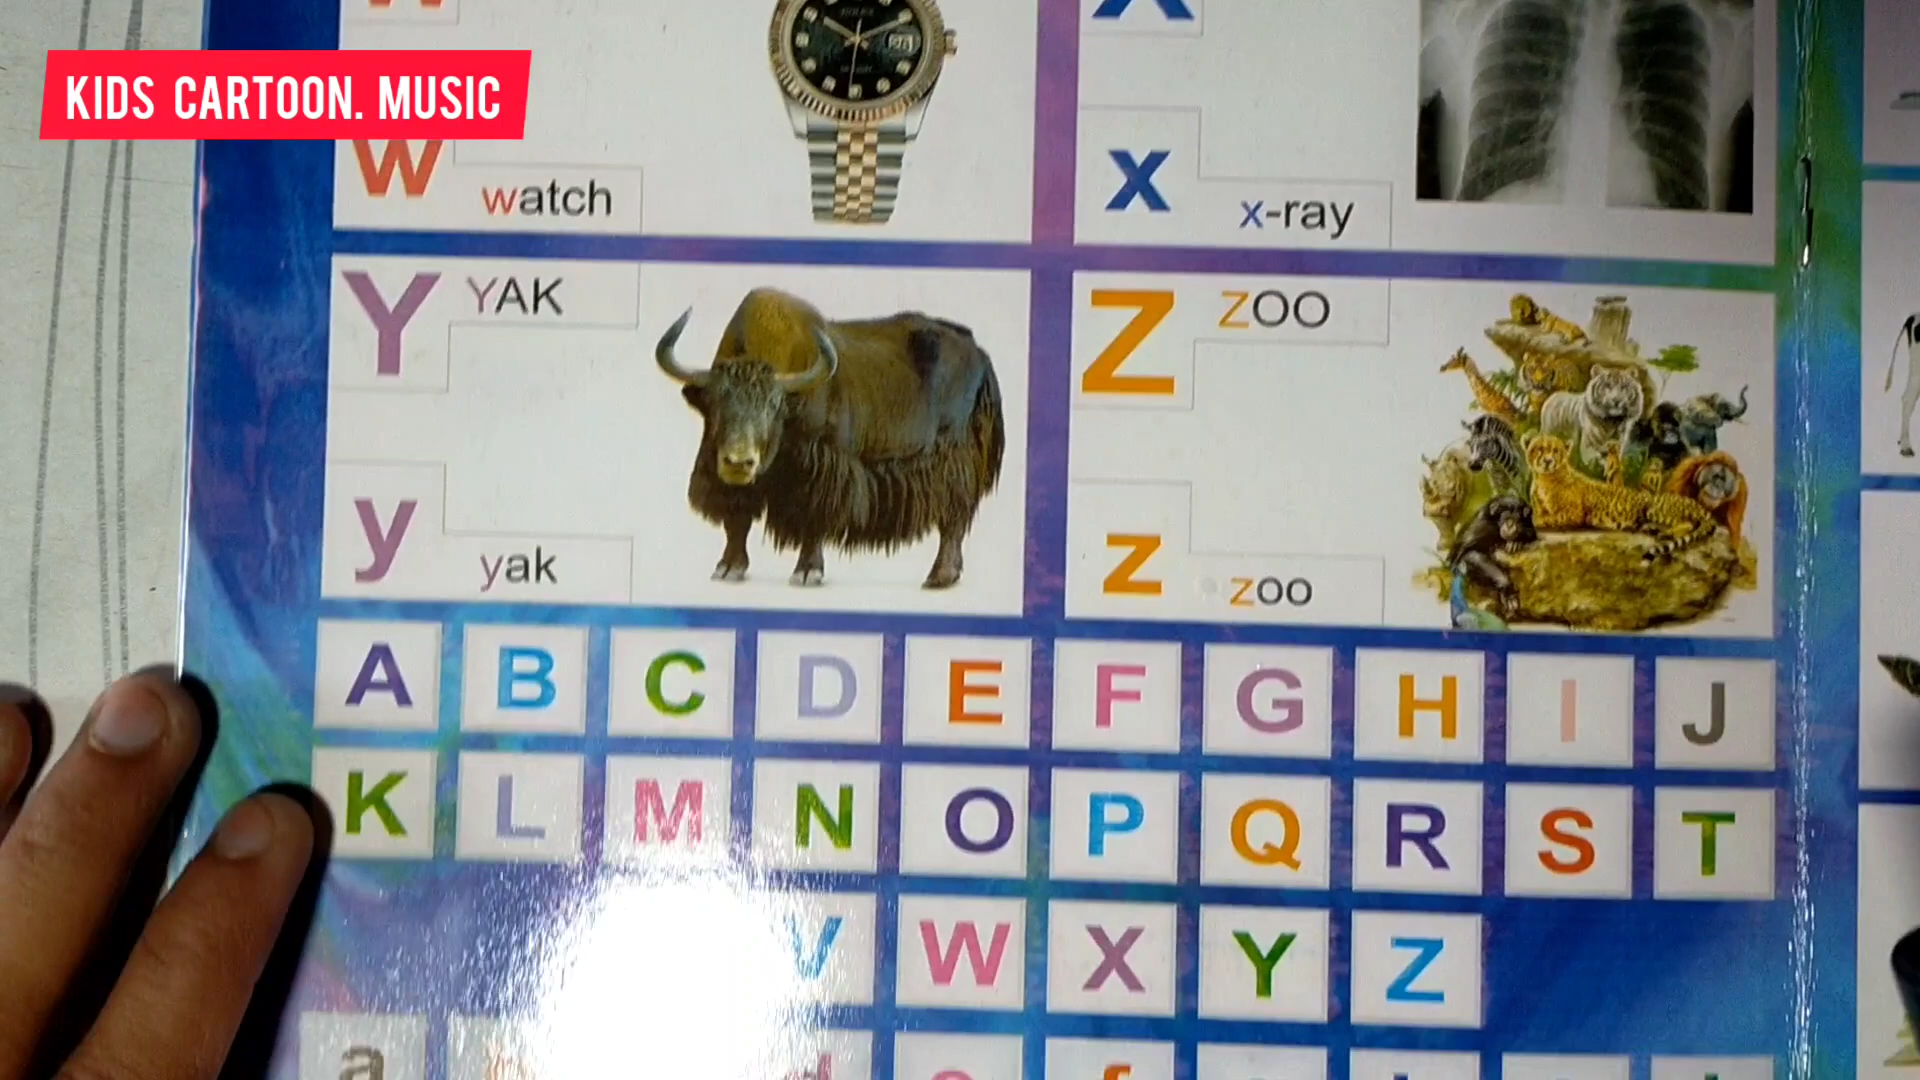 KIDS CARTOON. MUSIC
W
X
w watch
x x-ray
Y YAK
Z ZOO
y yak
z zoo
A B C D E F G H I J
K L M N O P Q R S T
V W X Y Z
a